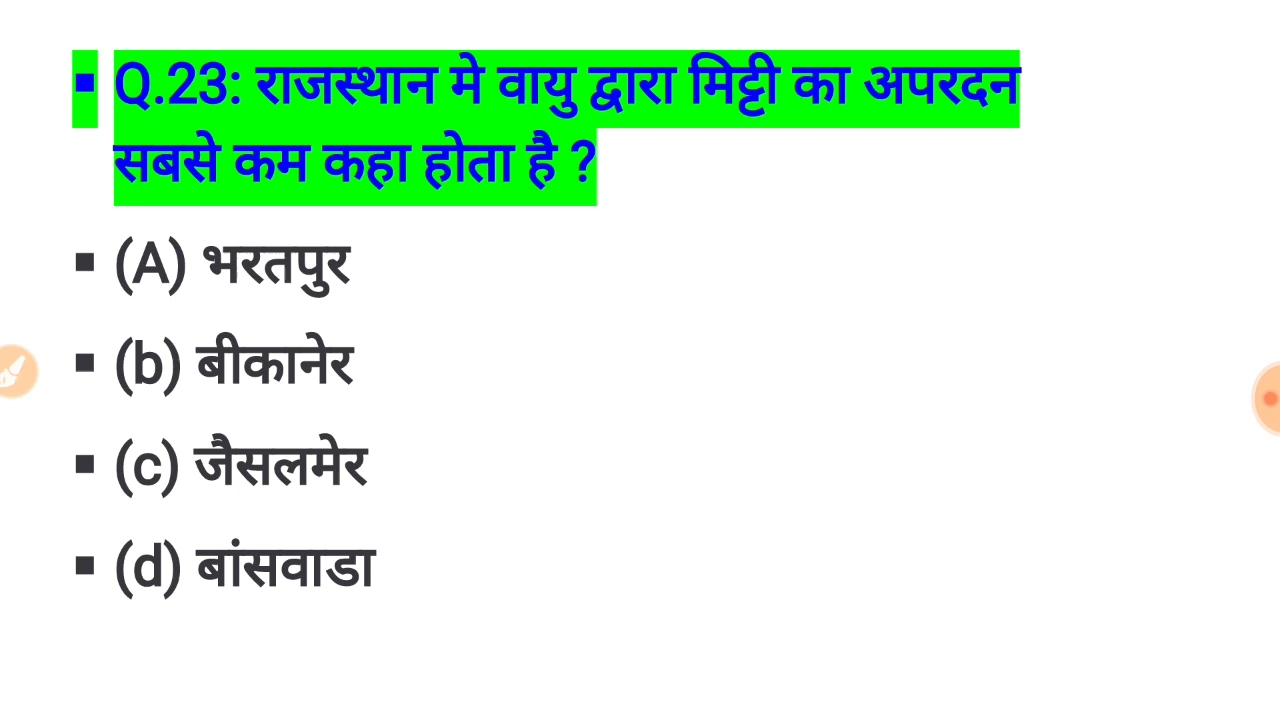 ▪ Q.23: राजस्थान मे वायु द्वारा मिट्टी का अपरदन
सबसे कम कहा होता है ?
▪ (A) भरतपुर
▪ (b) बीकानेर
▪ (c) जैसलमेर
▪ (d) बांसवाडा